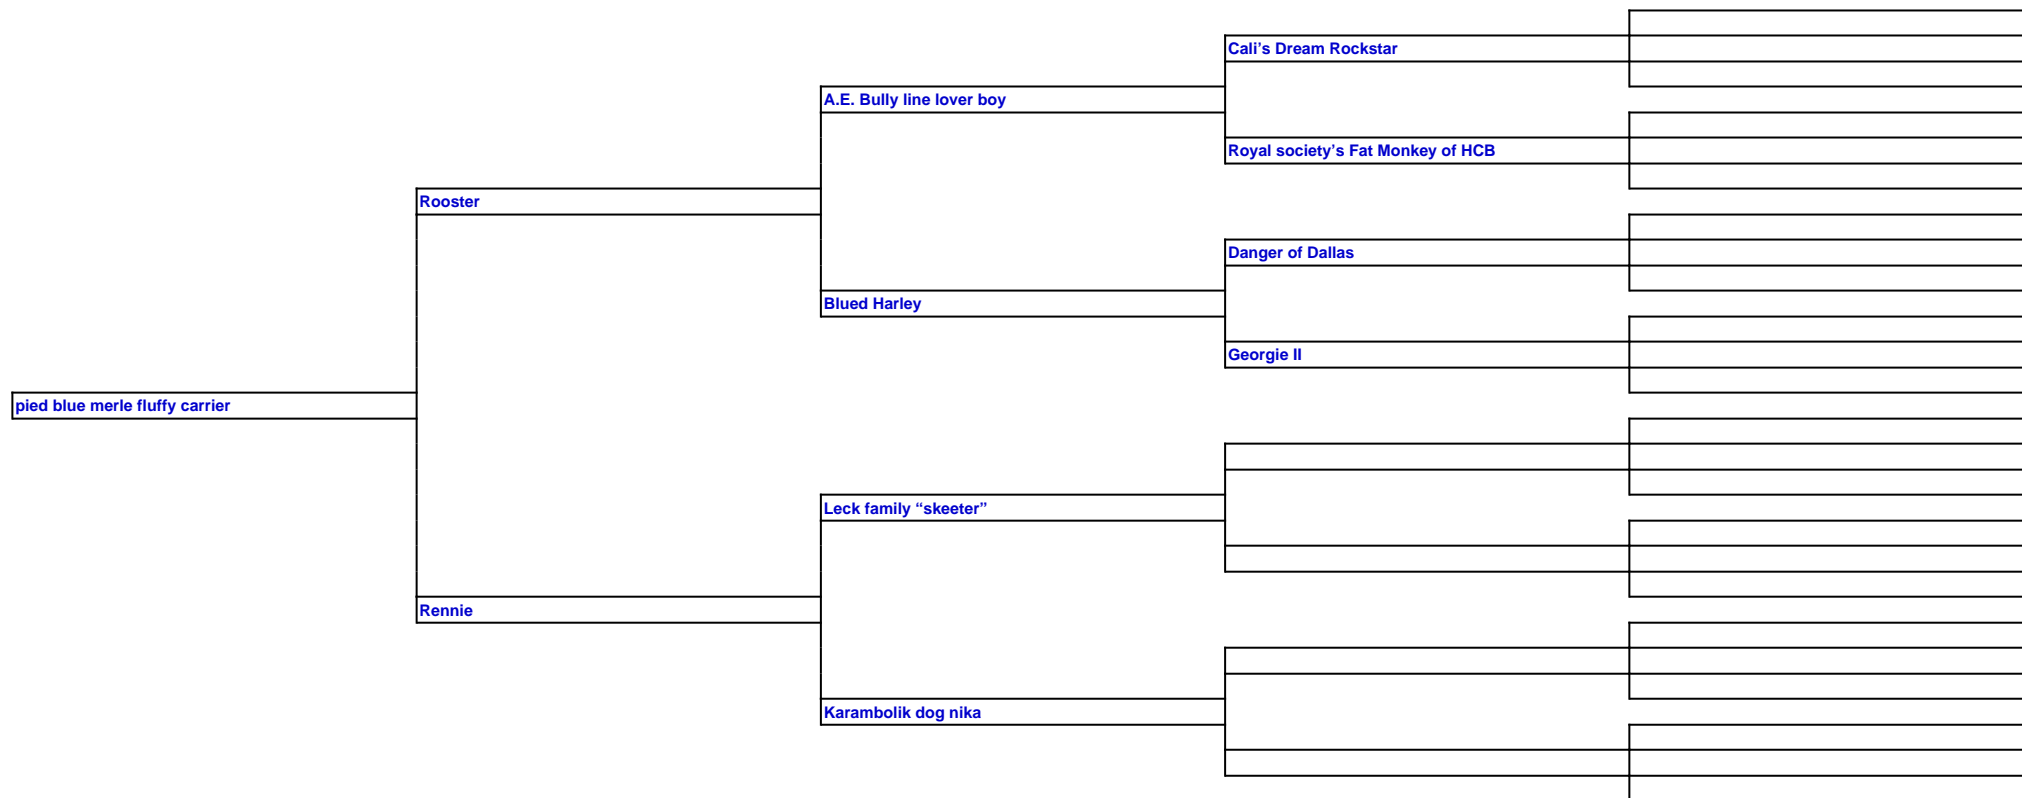 Cali’s Dream Rockstar
A.E. Bully line lover boy
Royal society’s Fat Monkey of HCB
Rooster
Danger of Dallas
Blued Harley
Georgie II
pied blue merle fluffy carrier
Leck family “skeeter”
Rennie
Karambolik dog nika